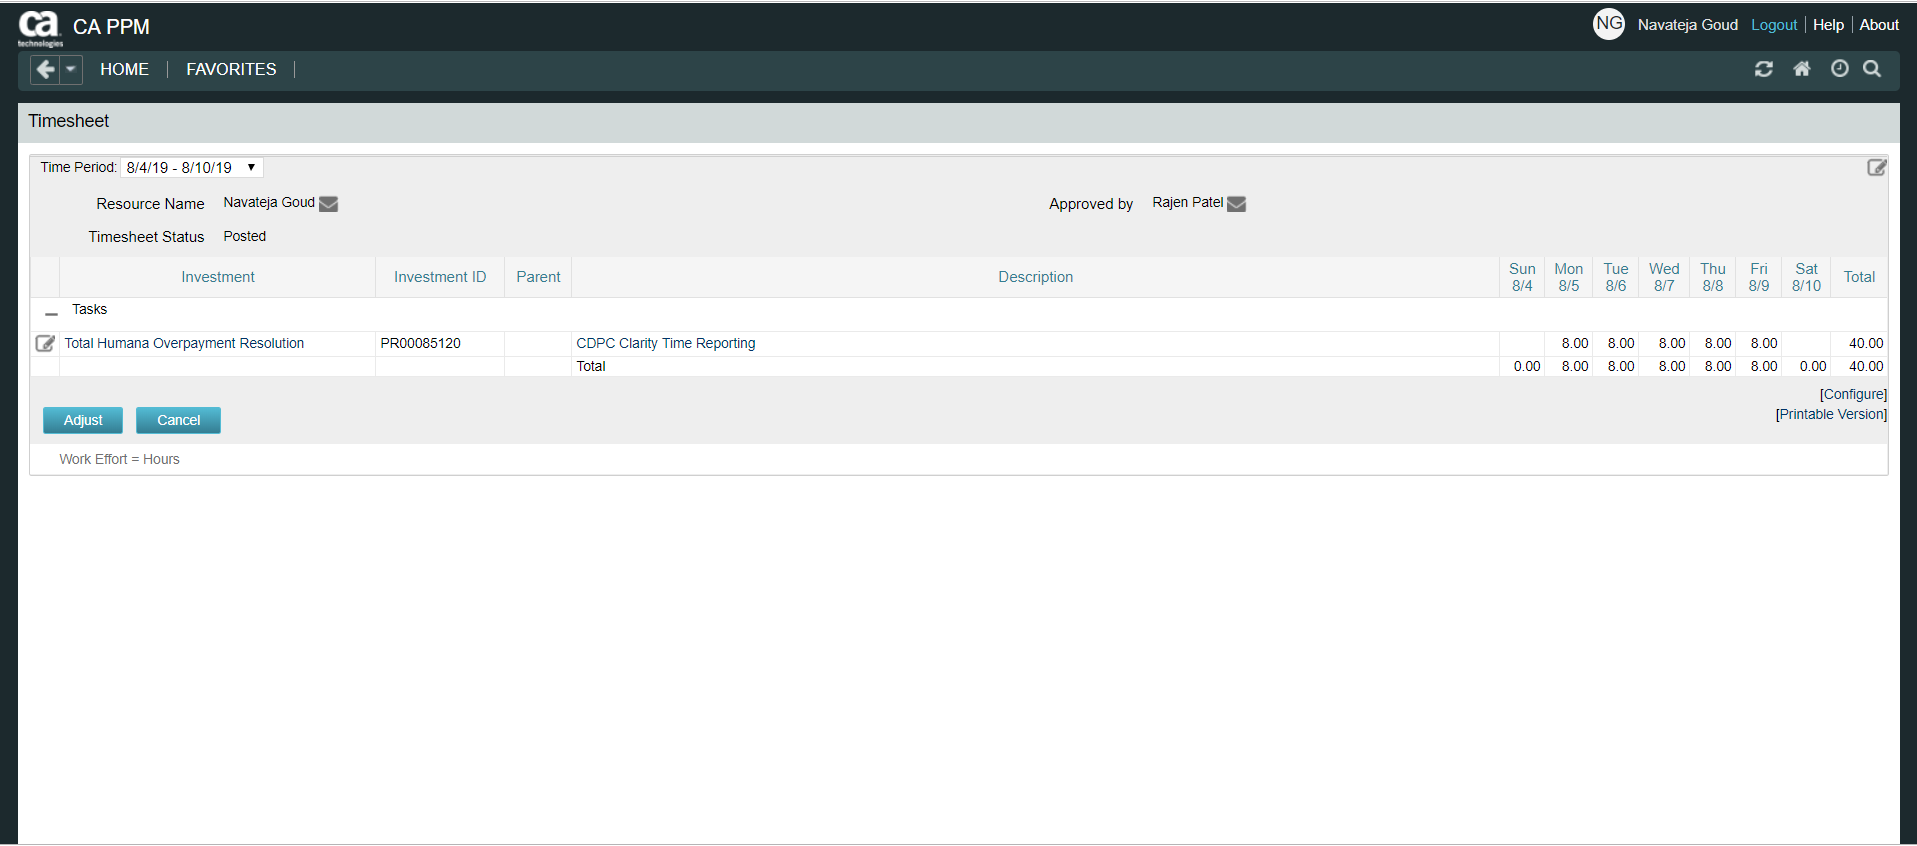 ca
technologies
CA PPM
NG Navateja Goud Logout Help About
HOME FAVORITES
Timesheet
Time Period: 8/4/19 - 8/10/19
Resource Name Navateja Goud Approved by Rajen Patel
Timesheet Status Posted
Investment Investment ID Parent Description Sun 8/4 Mon 8/5 Tue 8/6 Wed 8/7 Thu 8/8 Fri 8/9 Sat 8/10 Total
Tasks
Total Humana Overpayment Resolution PR00085120 CDPC Clarity Time Reporting 8.00 8.00 8.00 8.00 8.00 40.00
Total 0.00 8.00 8.00 8.00 8.00 8.00 0.00 40.00
[Configure]
[Printable Version]
Adjust Cancel
Work Effort = Hours